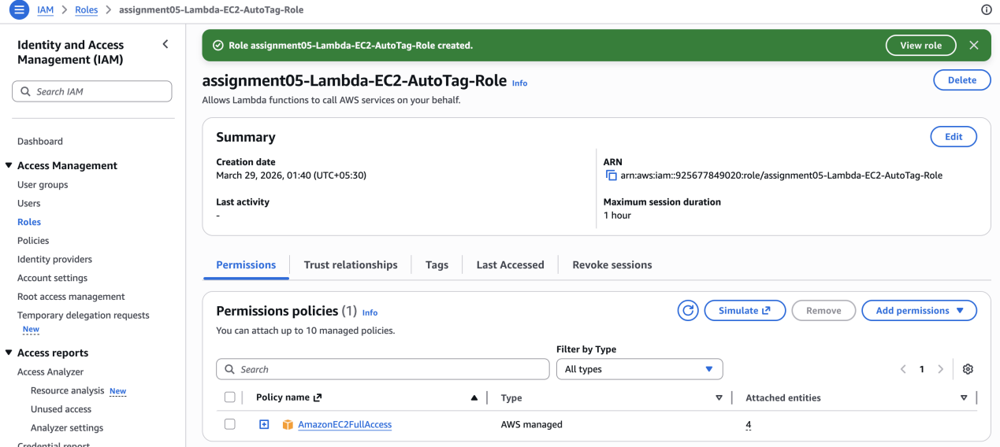 IAM > Roles > assignment05-Lambda-EC2-AutoTag-Role
Identity and Access
Management (IAM)
Search IAM
Dashboard
Access Management
User groups
Users
Roles
Policies
Identity providers
Account settings
Root access management
Temporary delegation requests
New
Access reports
Access Analyzer
Resource analysis New
Unused access
Analyzer settings
Credential report
Role assignment05-Lambda-EC2-AutoTag-Role created.
View role
assignment05-Lambda-EC2-AutoTag-Role Info
Delete
Allows Lambda functions to call AWS services on your behalf.
Summary
Edit
Creation date
March 29, 2026, 01:40 (UTC+05:30)
ARN
arn:aws:iam::925677849020:role/assignment05-Lambda-EC2-AutoTag-Role
Last activity
-
Maximum session duration
1 hour
Permissions Trust relationships Tags Last Accessed Revoke sessions
Permissions policies (1) Info
Simulate Remove Add permissions
You can attach up to 10 managed policies.
Filter by Type
Search All types 1
Policy name Type Attached entities
AmazonEC2FullAccess AWS managed 4